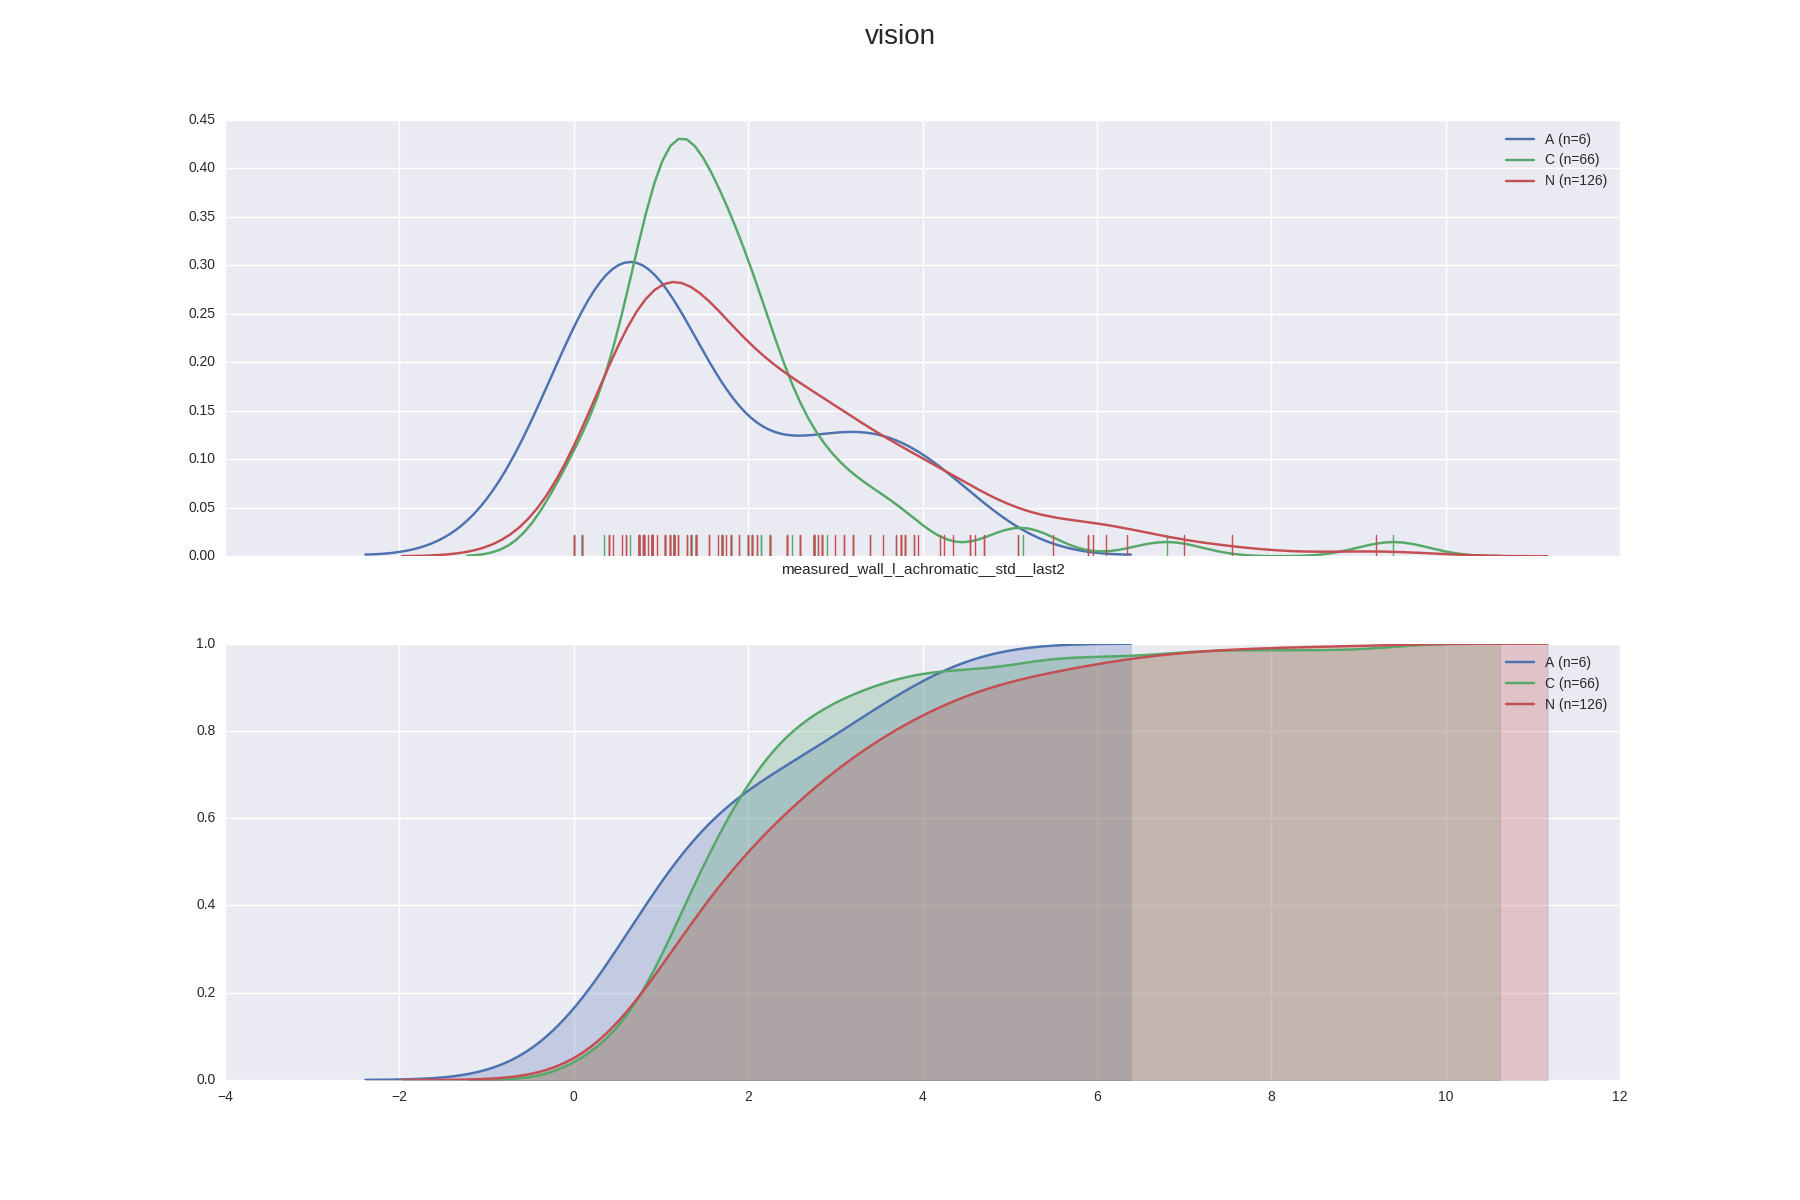 vision
0.45
0.40
0.35
0.30
0.25
0.20
0.15
0.10
0.05
0.00
A (n=6)
C (n=66)
N (n=126)
measured_wall_l_achromatic__std__last2
1.0
0.8
0.6
0.4
0.2
0.0
A (n=6)
C (n=66)
N (n=126)
−4 −2 0 2 4 6 8 10 12